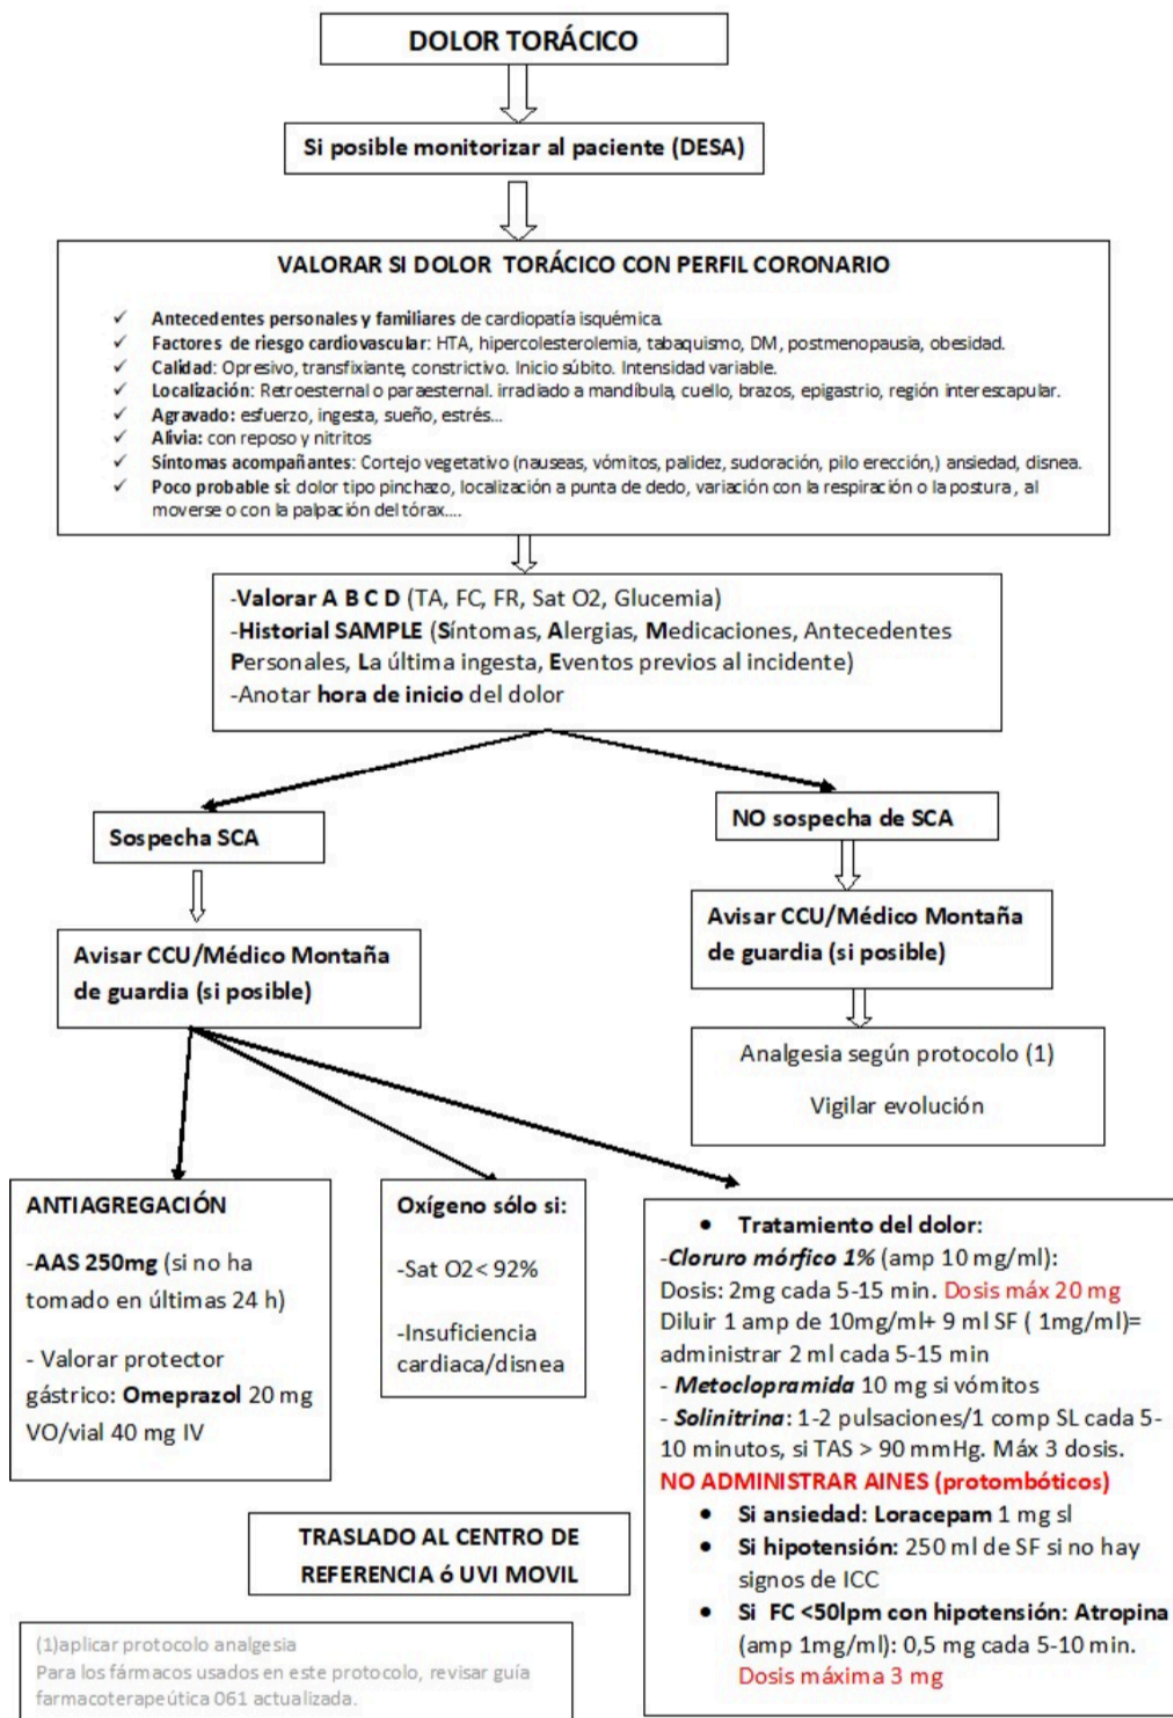 DOLOR TORÁCICO
Si posible monitorizar al paciente (DESA)
VALORAR SI DOLOR TORÁCICO CON PERFIL CORONARIO
✓ Antecedentes personales y familiares de cardiopatía isquémica.
✓ Factores de riesgo cardiovascular: HTA, hipercolesterolemia, tabaquismo, DM, postmenopausia, obesidad.
✓ Calidad: Opresivo, transfixiante, constrictivo. Inicio súbito. Intensidad variable.
✓ Localización: Retroesternal o paraesternal. irradiado a mandíbula, cuello, brazos, epigastrio, región interescapular.
✓ Agravado: esfuerzo, ingesta, sueño, estrés...
✓ Alivia: con reposo y nitritos
✓ Síntomas acompañantes: Cortejo vegetativo (nauseas, vómitos, palidez, sudoración, pilo erección,) ansiedad, disnea.
✓ Poco probable si: dolor tipo pinchazo, localización a punta de dedo, variación con la respiración o la postura , al
moverse o con la palpación del tórax....
-Valorar A B C D (TA, FC, FR, Sat O2, Glucemia)
-Historial SAMPLE (Síntomas, Alergias, Medicaciones, Antecedentes
Personales, La última ingesta, Eventos previos al incidente)
-Anotar hora de inicio del dolor
Sospecha SCA
NO sospecha de SCA
Avisar CCU/Médico Montaña
de guardia (si posible)
Avisar CCU/Médico Montaña
de guardia (si posible)
Analgesia según protocolo (1)
Vigilar evolución
ANTIAGREGACIÓN
-AAS 250mg (si no ha
tomado en últimas 24 h)
- Valorar protector
gástrico: Omeprazol 20 mg
VO/vial 40 mg IV
Oxígeno sólo si:
-Sat O2< 92%
-Insuficiencia
cardiaca/disnea
• Tratamiento del dolor:
-Cloruro mórfico 1% (amp 10 mg/ml):
Dosis: 2mg cada 5-15 min. Dosis máx 20 mg
Diluir 1 amp de 10mg/ml+ 9 ml SF ( 1mg/ml)=
administrar 2 ml cada 5-15 min
- Metoclopramida 10 mg si vómitos
- Solinitrina: 1-2 pulsaciones/1 comp SL cada 5-
10 minutos, si TAS > 90 mmHg. Máx 3 dosis.
NO ADMINISTRAR AINES (protombóticos)
• Si ansiedad: Loracepam 1 mg sl
• Si hipotensión: 250 ml de SF si no hay
signos de ICC
• Si FC <50lpm con hipotensión: Atropina
(amp 1mg/ml): 0,5 mg cada 5-10 min.
Dosis máxima 3 mg
TRASLADO AL CENTRO DE
REFERENCIA ó UVI MOVIL
(1)aplicar protocolo analgesia
Para los fármacos usados en este protocolo, revisar guía
farmacoterapeútica 061 actualizada.